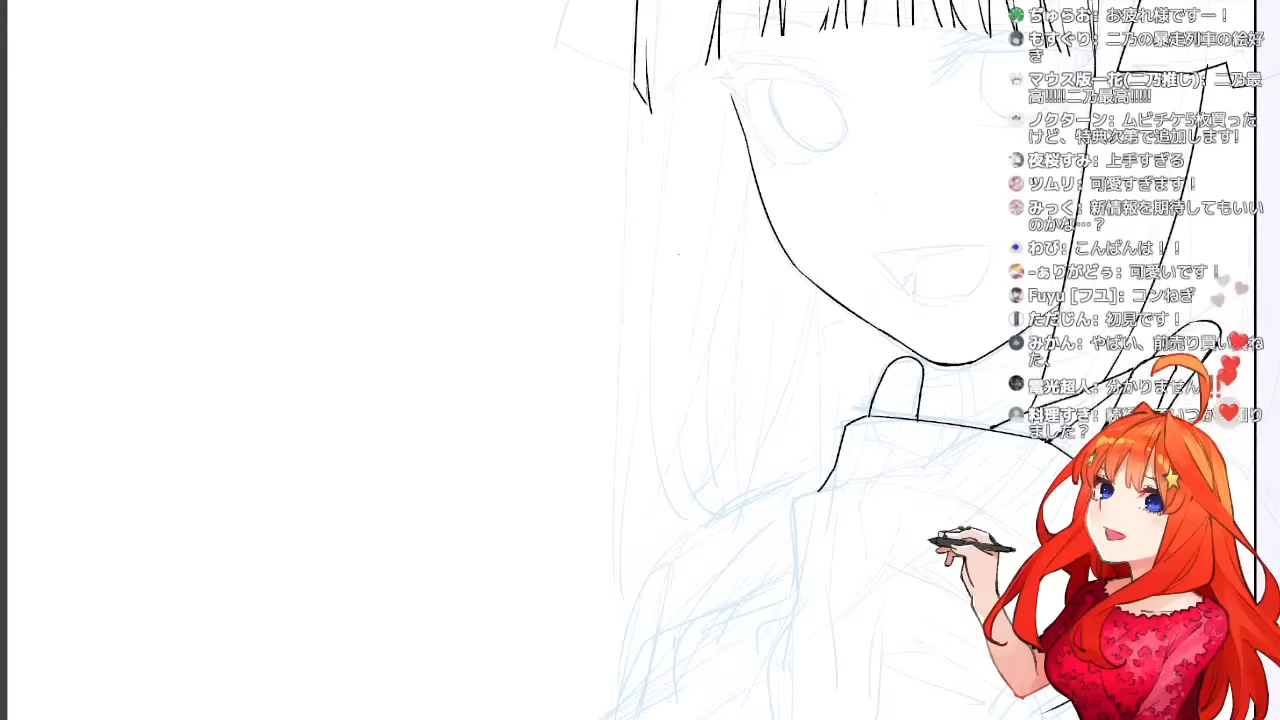 ちゅらお: お疲れ様ですー！
もすぐり: 二乃の暴走列車の絵好
き
マウス版一花(二乃推し): 二乃最
高!!!!!二乃最高!!!!!
ノクターン: ムビチケ5枚買った
けど、特典次第で追加します!
夜桜すみ: 上手すぎる
ツムリ: 可愛すぎます！
みっく: 新情報を期待してもいい
のかな…？
わび: こんばんは！！
-ぁりがどぅ: 可愛いです！
Fuyu [フユ]: コンねぎ
ただじん: 初見です！
みかん: やばい、前売り買い
た、
電光超人: 分かりません
料理すき:
ました？